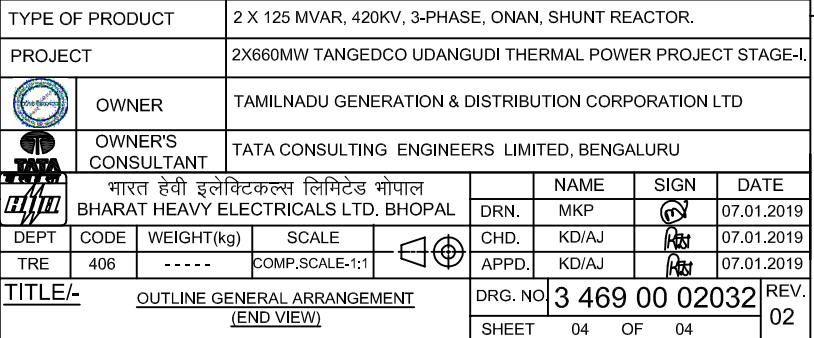 TYPE OF PRODUCT 2 X 125 MVAR, 420KV, 3-PHASE, ONAN, SHUNT REACTOR.
PROJECT 2X660MW TANGEDCO UDANGUDI THERMAL POWER PROJECT STAGE-I.
OWNER TAMILNADU GENERATION & DISTRIBUTION CORPORATION LTD
OWNER'S CONSULTANT TATA CONSULTING ENGINEERS LIMITED, BENGALURU
TATA
भारत हेवी इलेक्टिकल्स लिमिटेड भोपाल
BHARAT HEAVY ELECTRICALS LTD. BHOPAL
NAME SIGN DATE
DRN. MKP 07.01.2019
DEPT CODE WEIGHT(kg) SCALE
CHD. KD/AJ 07.01.2019
TRE 406 ----- COMP.SCALE-1:1
APPD. KD/AJ 07.01.2019
TITLE/- OUTLINE GENERAL ARRANGEMENT
(END VIEW)
DRG. NO. 3 469 00 02032 REV. 02
SHEET 04 OF 04